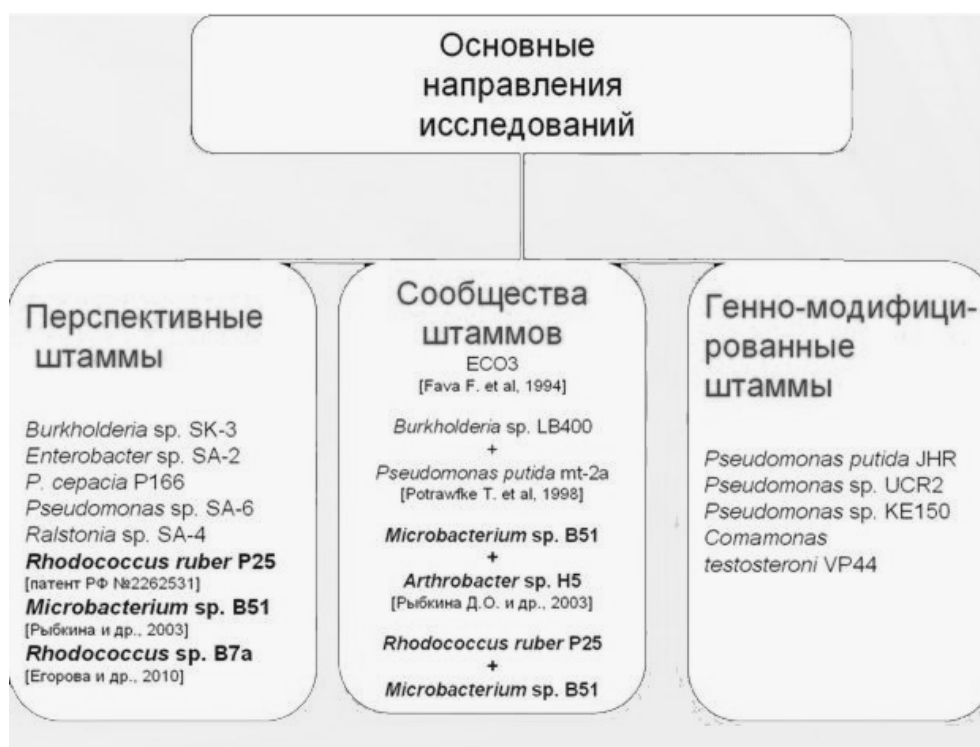 Основные
направления
исследований
Перспективные
штаммы
Burkholderia sp. SK-3
Enterobacter sp. SA-2
P. cepacia P166
Pseudomonas sp. SA-6
Ralstonia sp. SA-4
Rhodococcus ruber P25
[патент РФ №2262531]
Microbacterium sp. B51
[Рыбкина и др., 2003]
Rhodococcus sp. B7a
[Егорова и др., 2010]
Сообщества
штаммов
ECO3
[Fava F. et al, 1994]
Burkholderia sp. LB400
+
Pseudomonas putida mt-2a
[Potrawfke T. et al, 1998]
Microbacterium sp. B51
+
Arthrobacter sp. H5
[Рыбкина Д.О. и др., 2003]
Rhodococcus ruber P25
+
Microbacterium sp. B51
Генно-модифици-
рованные
штаммы
Pseudomonas putida JHR
Pseudomonas sp. UCR2
Pseudomonas sp. KE150
Comamonas
testosteroni VP44